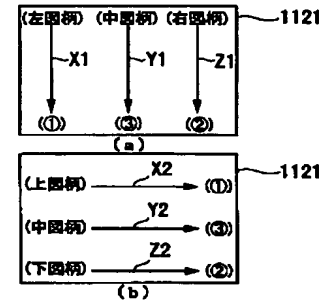 (左図柄) (中図柄) (右図柄)
1121
X1 Y1 Z1
(①) (③) (②)
(a)
1121
X2
(上図柄) (①)
Y2
(中図柄) (③)
Z2
(下図柄) (②)
(b)